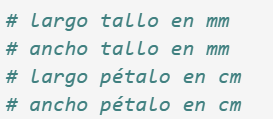 # largo tallo en mm
# ancho tallo en mm
# largo pétalo en cm
# ancho pétalo en cm